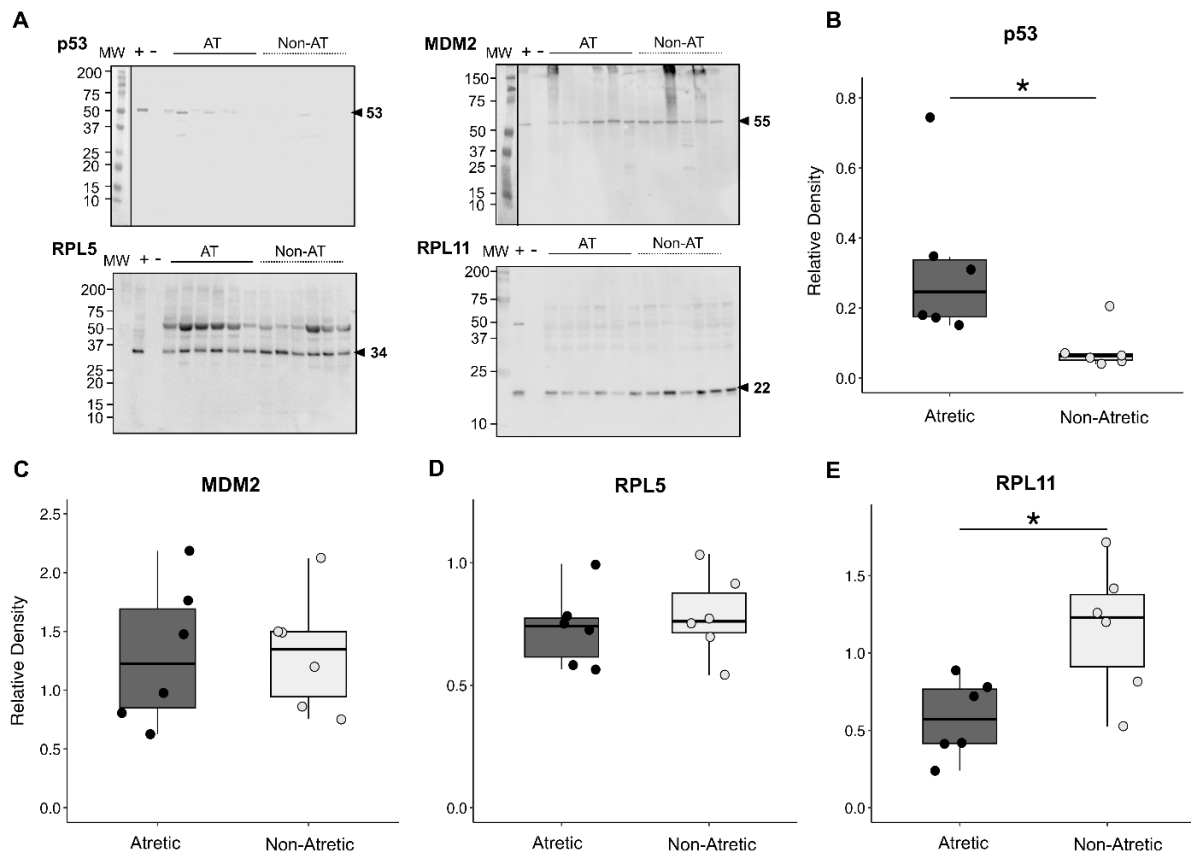 A
p53
MW + - AT Non-AT
200
75
50
37
25
20
15
10
53
MDM2
MW + - AT Non-AT
150
75
50
37
25
20
15
10
55
RPL5
MW + - AT Non-AT
200
75
50
37
25
20
15
10
34
RPL11
MW + - AT Non-AT
200
75
50
37
25
20
10
22
B
p53
*
Relative Density
0.8
0.6
0.4
0.2
0.0
Atretic Non-Atretic
C
MDM2
Relative Density
2.5
2.0
1.5
1.0
0.5
0.0
Atretic Non-Atretic
D
RPL5
1.0
0.5
0.0
Atretic Non-Atretic
E
RPL11
*
1.5
1.0
0.5
0.0
Atretic Non-Atretic